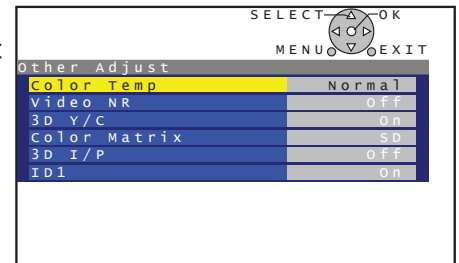 SELECT OK
MENU EXIT
Other Adjust
Color Temp Normal
Video NR Off
3D Y/C On
Color Matrix SD
3D I/P Off
ID1 On